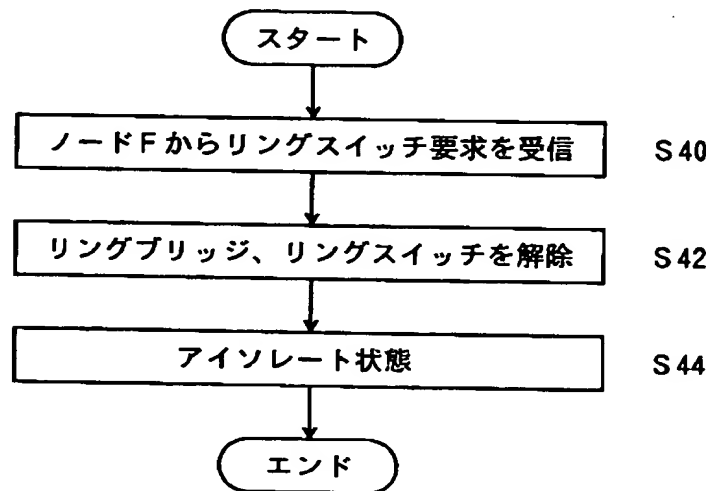 スタート
ノードFからリングスイッチ要求を受信 S40
リングブリッジ、リングスイッチを解除 S42
アイソレート状態 S44
エンド